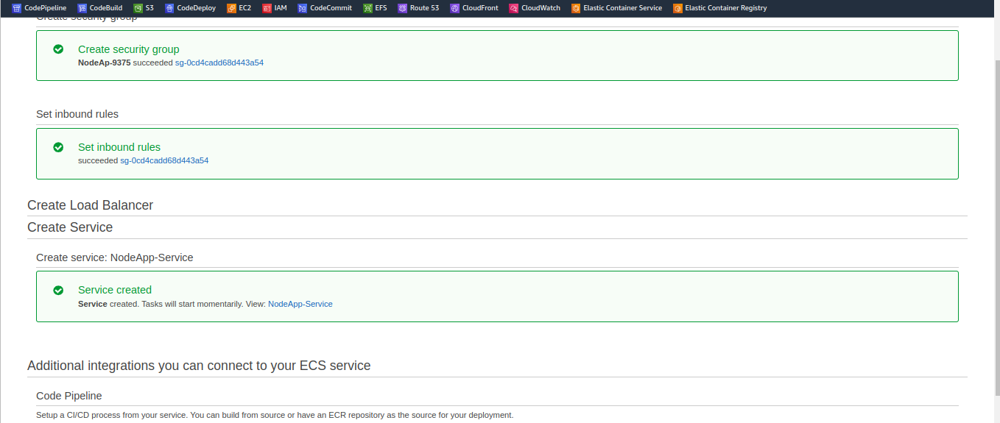 CodePipeline CodeBuild S3 CodeDeploy EC2 IAM CodeCommit EFS Route 53 CloudFront CloudWatch Elastic Container Service Elastic Container Registry
Create security group
Create security group
NodeAp-9375 succeeded sg-0cd4cadd68d443a54
Set inbound rules
Set inbound rules
succeeded sg-0cd4cadd68d443a54
Create Load Balancer
Create Service
Create service: NodeApp-Service
Service created
Service created. Tasks will start momentarily. View: NodeApp-Service
Additional integrations you can connect to your ECS service
Code Pipeline
Setup a CI/CD process from your service. You can build from source or have an ECR repository as the source for your deployment.